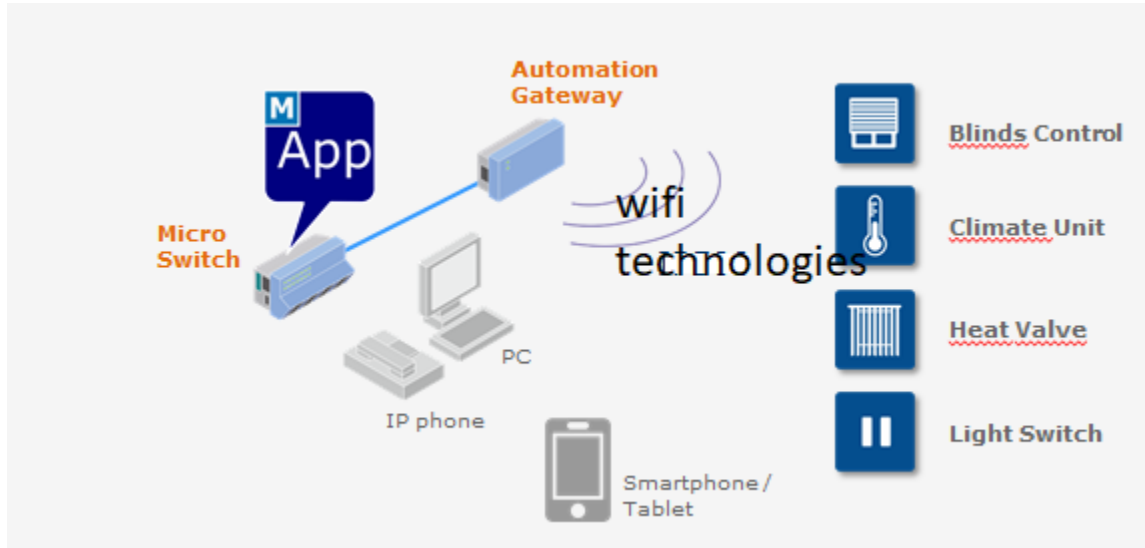 Automation
Gateway
M
App
Micro
Switch
wifi
technologies
PC
IP phone
Smartphone /
Tablet
Blinds Control
Climate Unit
Heat Valve
Light Switch